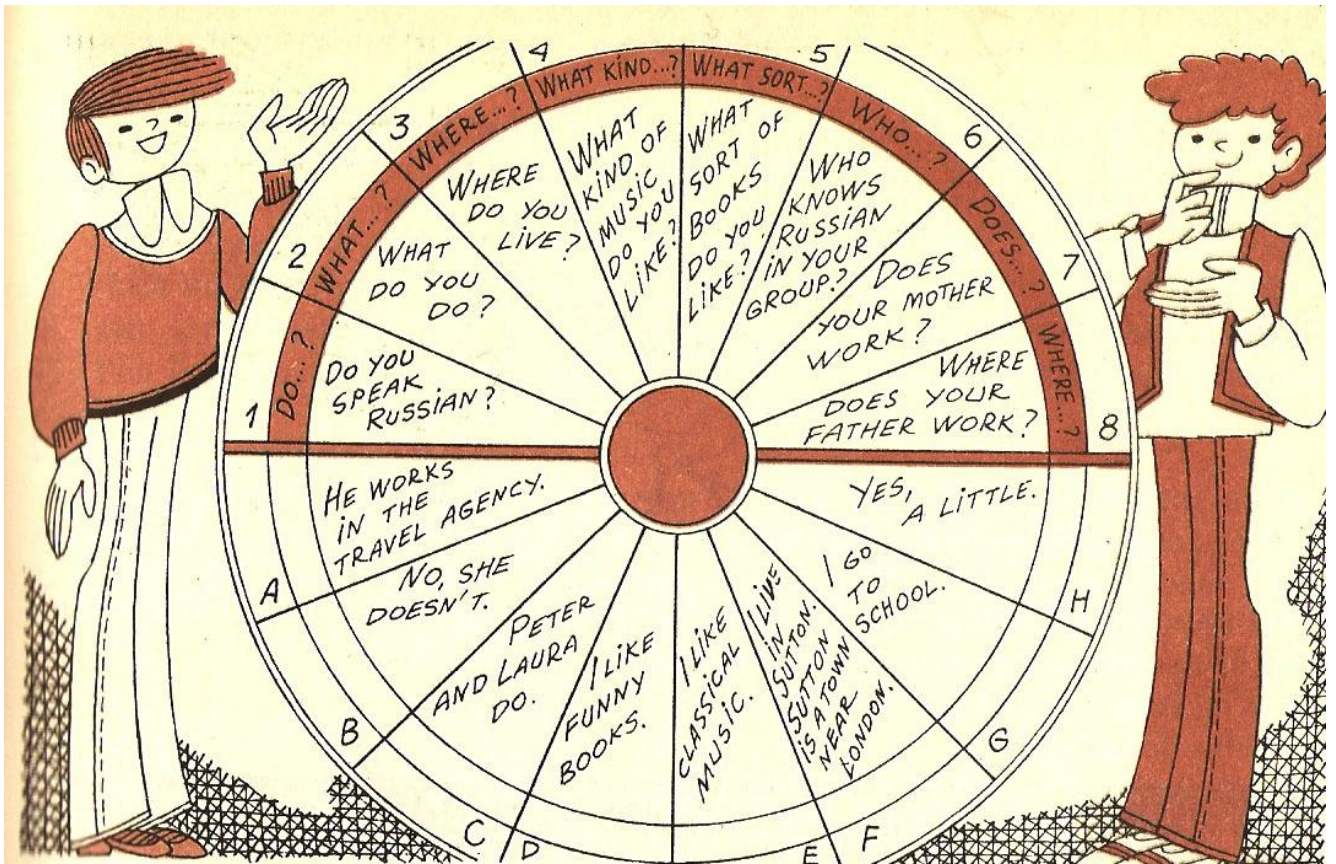 1
DO...?
DO YOU
SPEAK
RUSSIAN?
2
WHAT...?
WHAT
DO YOU
DO?
3
WHERE...?
WHERE
DO YOU
LIVE?
4
WHAT KIND...?
WHAT
KIND OF
MUSIC
DO YOU
LIKE?
5
WHAT SORT...?
WHAT
SORT OF
BOOKS
DO YOU
LIKE?
WHO...?
WHO
KNOWS
RUSSIAN
IN YOUR
GROUP?
6
DOES...?
DOES
YOUR MOTHER
WORK?
7
WHERE...?
WHERE
DOES YOUR
FATHER WORK?
8
HE WORKS
IN THE
TRAVEL AGENCY.
A
NO, SHE
DOESN'T.
B
PETER
AND LAURA
DO.
C
I LIKE
FUNNY
BOOKS.
D
I LIKE
CLASSICAL
MUSIC.
E
I LIVE
IN
SUTTON.
SUTTON
IS A TOWN
NEAR
LONDON.
F
I GO
TO
SCHOOL.
G
YES,
A LITTLE.
H